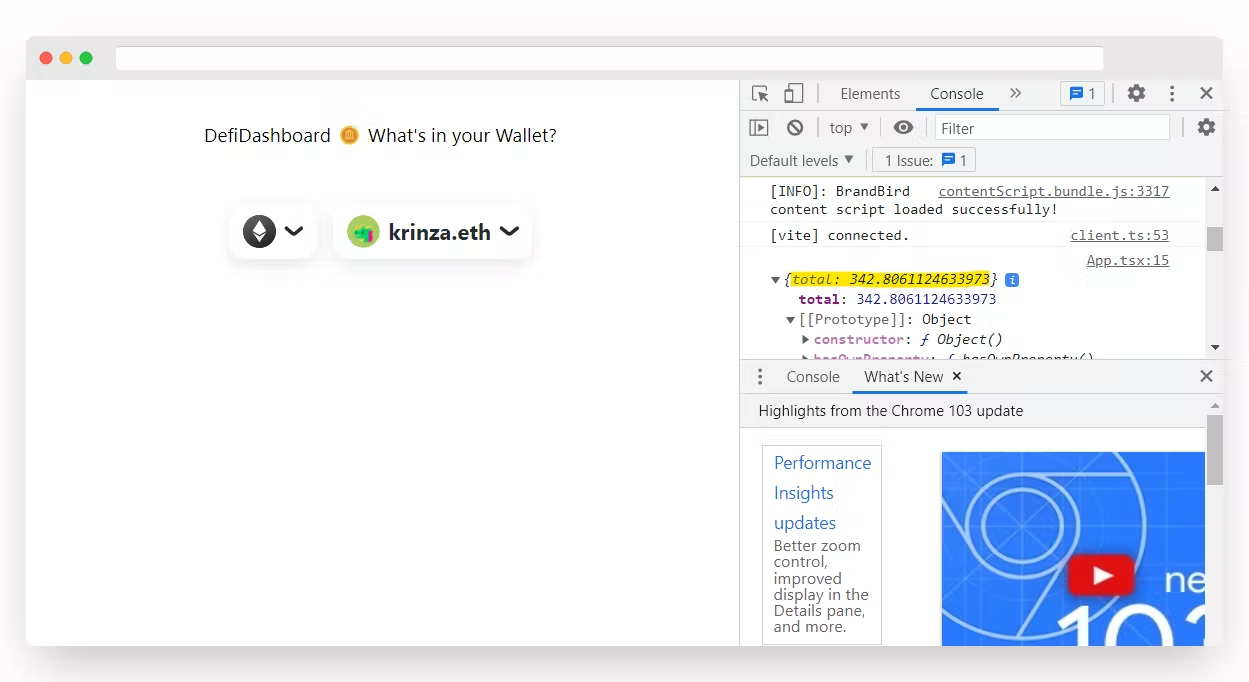 DefiDashboard 🪙 What's in your Wallet?
krinza.eth
Elements Console » 1
top Filter
Default levels 1 Issue: 1
[INFO]: BrandBird contentScript.bundle.js:3317
content script loaded successfully!
[vite] connected. client.ts:53
App.tsx:15
{total: 342.8061124633973} i
total: 342.8061124633973
[[Prototype]]: Object
constructor: ƒ Object()
hasOwnProperty: ƒ hasOwnProperty()
Console What's New ×
Highlights from the Chrome 103 update
Performance
Insights
updates
Better zoom
control,
improved
display in the
Details pane,
and more.
ne
103